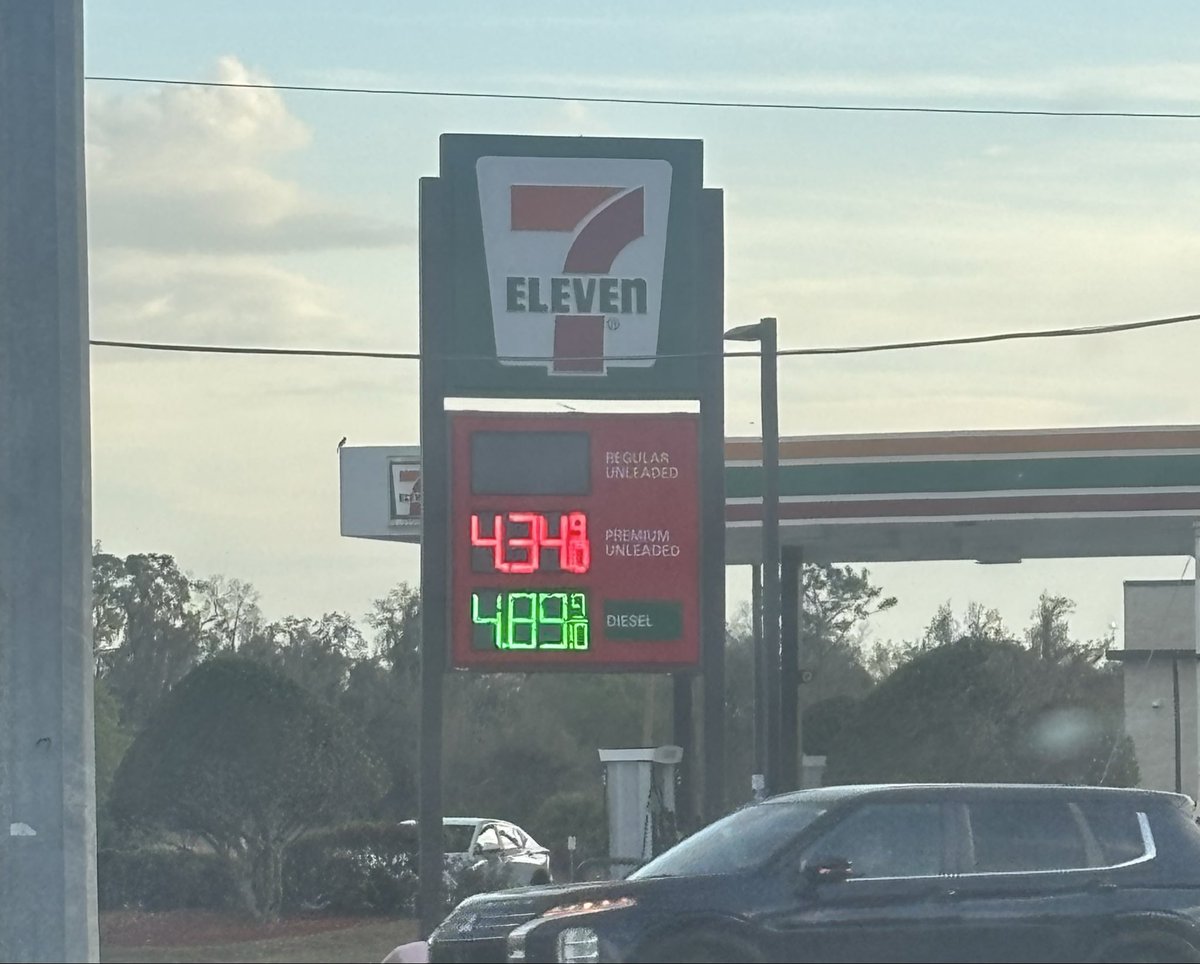 7
ELEVEn
®
REGULAR
UNLEADED
4.34 9/10
PREMIUM
UNLEADED
4.89 9/10
DIESEL